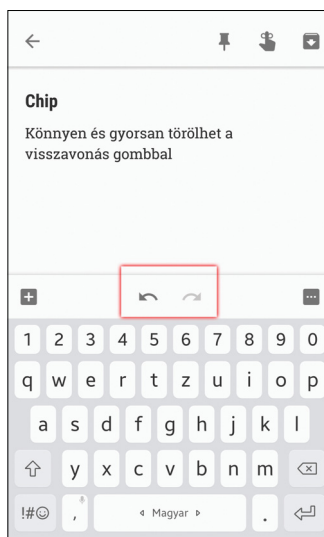 Chip
Könnyen és gyorsan törölhet a
visszavonás gombbal
1 2 3 4 5 6 7 8 9 0
q w e r t z u i o p
a s d f g h j k l
y x c v b n m
!#☺ , Magyar .